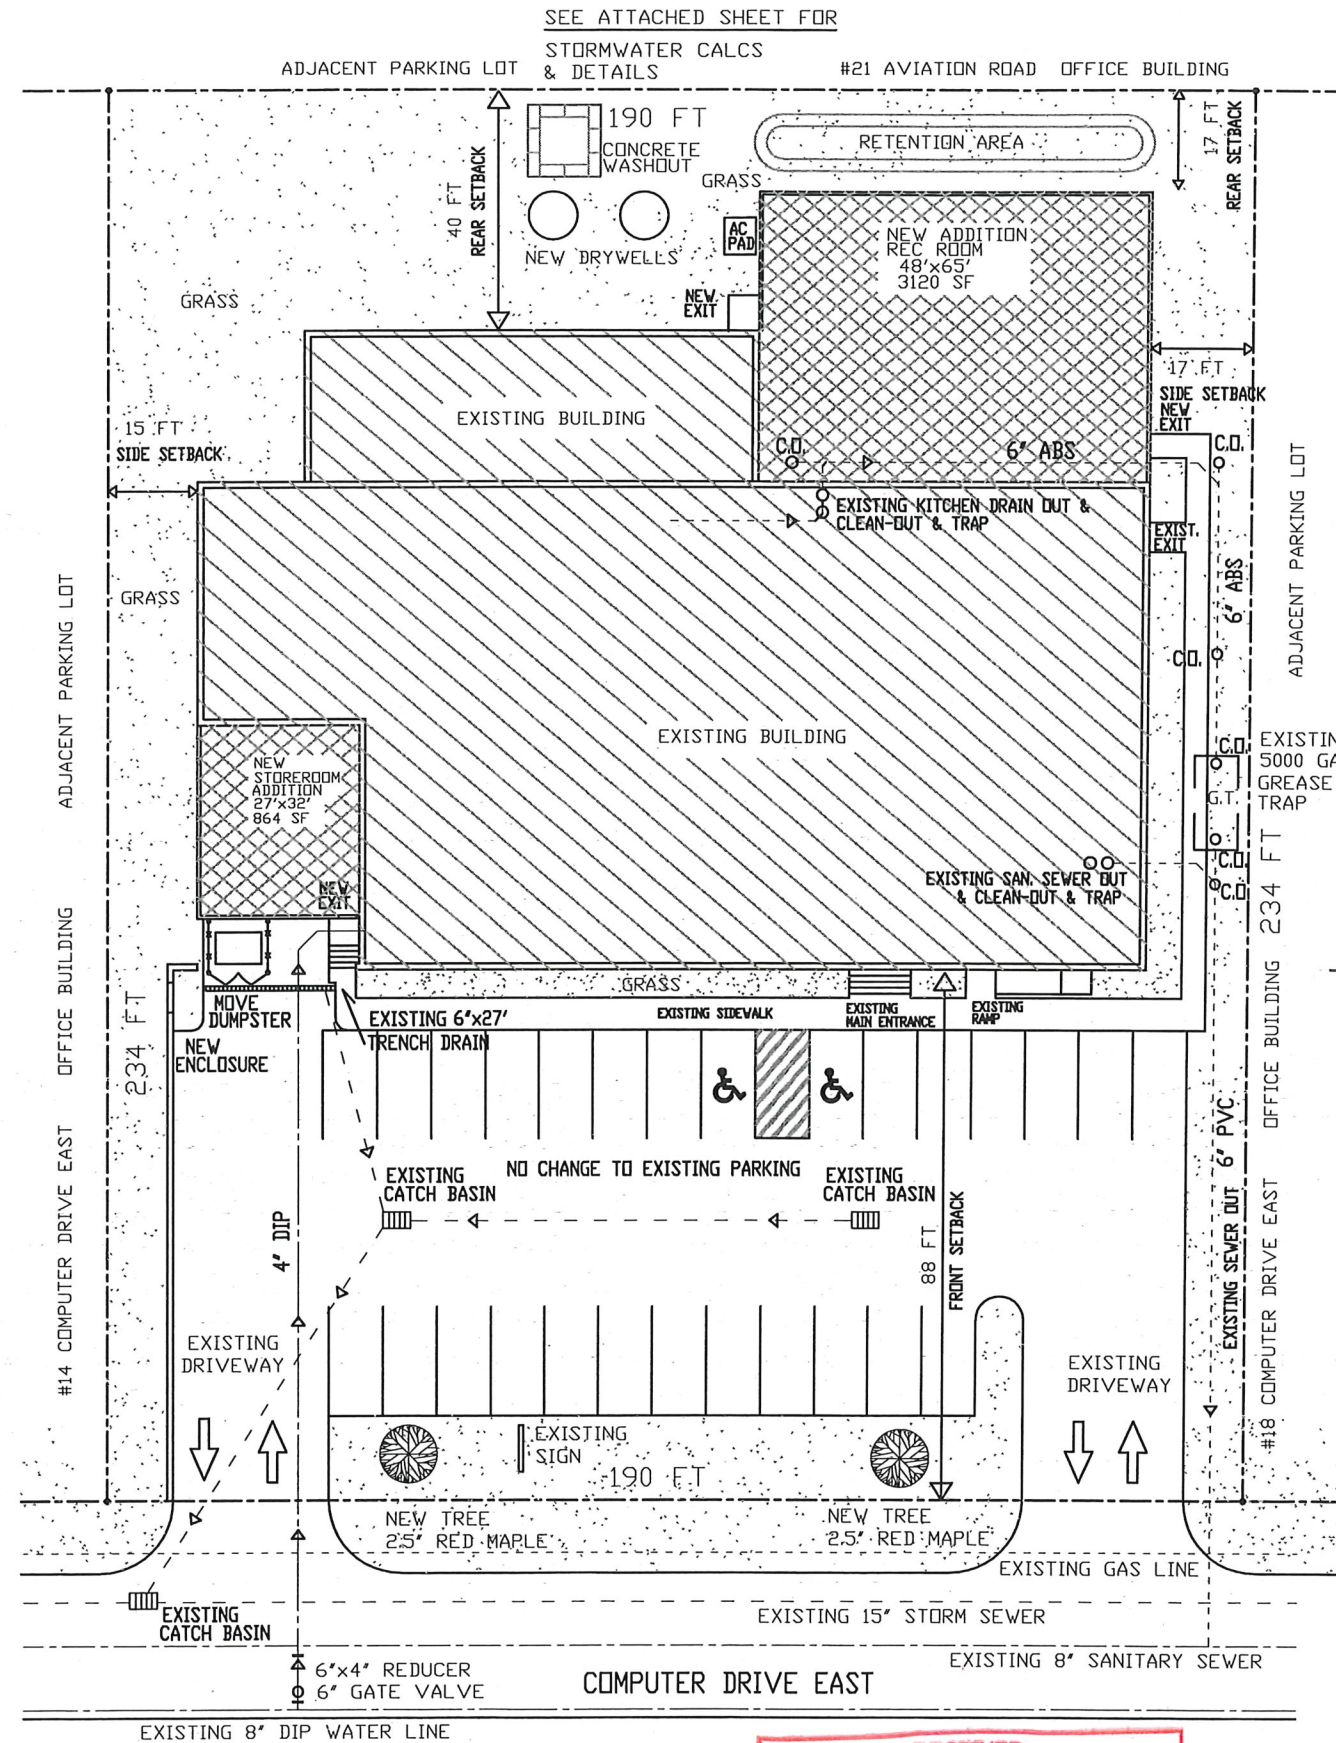 SEE ATTACHED SHEET FOR
STORMWATER CALCS
& DETAILS
ADJACENT PARKING LOT
#21 AVIATION ROAD OFFICE BUILDING
190 FT
CONCRETE
WASHOUT
RETENTION AREA
17 FT
REAR SETBACK
40 FT
REAR SETBACK
GRASS
AC
PAD
NEW ADDITION
REC ROOM
48'x65'
3120 SF
NEW DRYWELLS
GRASS
NEW
EXIT
17 FT
SIDE SETBACK
NEW
EXIT
EXISTING BUILDING
15 FT
SIDE SETBACK
C.O.
6" ABS
C.O.
EXISTING KITCHEN DRAIN OUT &
CLEAN-OUT & TRAP
EXIST.
EXIT
ADJACENT PARKING LOT
6" ABS
GRASS
ADJACENT PARKING LOT
C.O.
EXISTING BUILDING
C.O.
EXISTIN
5000 GA
GREASE
TRAP
G.T.
NEW
STOREROOM
ADDITION
27'x32'
864 SF
C.O.
EXISTING SAN. SEWER OUT
& CLEAN-OUT & TRAP
C.O.
NEW
EXIT
234 FT
OFFICE BUILDING
234 FT
OFFICE BUILDING
GRASS
MOVE
DUMPSTER
EXISTING 6"x27'
TRENCH DRAIN
EXISTING SIDEWALK
EXISTING
MAIN ENTRANCE
EXISTING
RAMP
NEW
ENCLOSURE
EXISTING
CATCH BASIN
NO CHANGE TO EXISTING PARKING
EXISTING
CATCH BASIN
4" DIP
88 FT
FRONT SETBACK
EXISTING SEWER OUT 6" PVC
#14 COMPUTER DRIVE EAST
#18 COMPUTER DRIVE EAST
EXISTING
DRIVEWAY
EXISTING
DRIVEWAY
EXISTING
SIGN
190 FT
NEW TREE
2.5" RED MAPLE
NEW TREE
2.5" RED MAPLE
EXISTING GAS LINE
EXISTING
CATCH BASIN
EXISTING 15" STORM SEWER
EXISTING 8" SANITARY SEWER
6"x4" REDUCER
6" GATE VALVE
COMPUTER DRIVE EAST
EXISTING 8" DIP WATER LINE